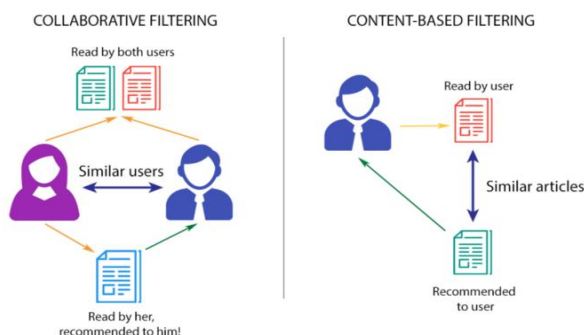 COLLABORATIVE FILTERING
Read by both users
Similar users
Read by her,
recommended to him!
CONTENT-BASED FILTERING
Read by user
Similar articles
Recommended
to user